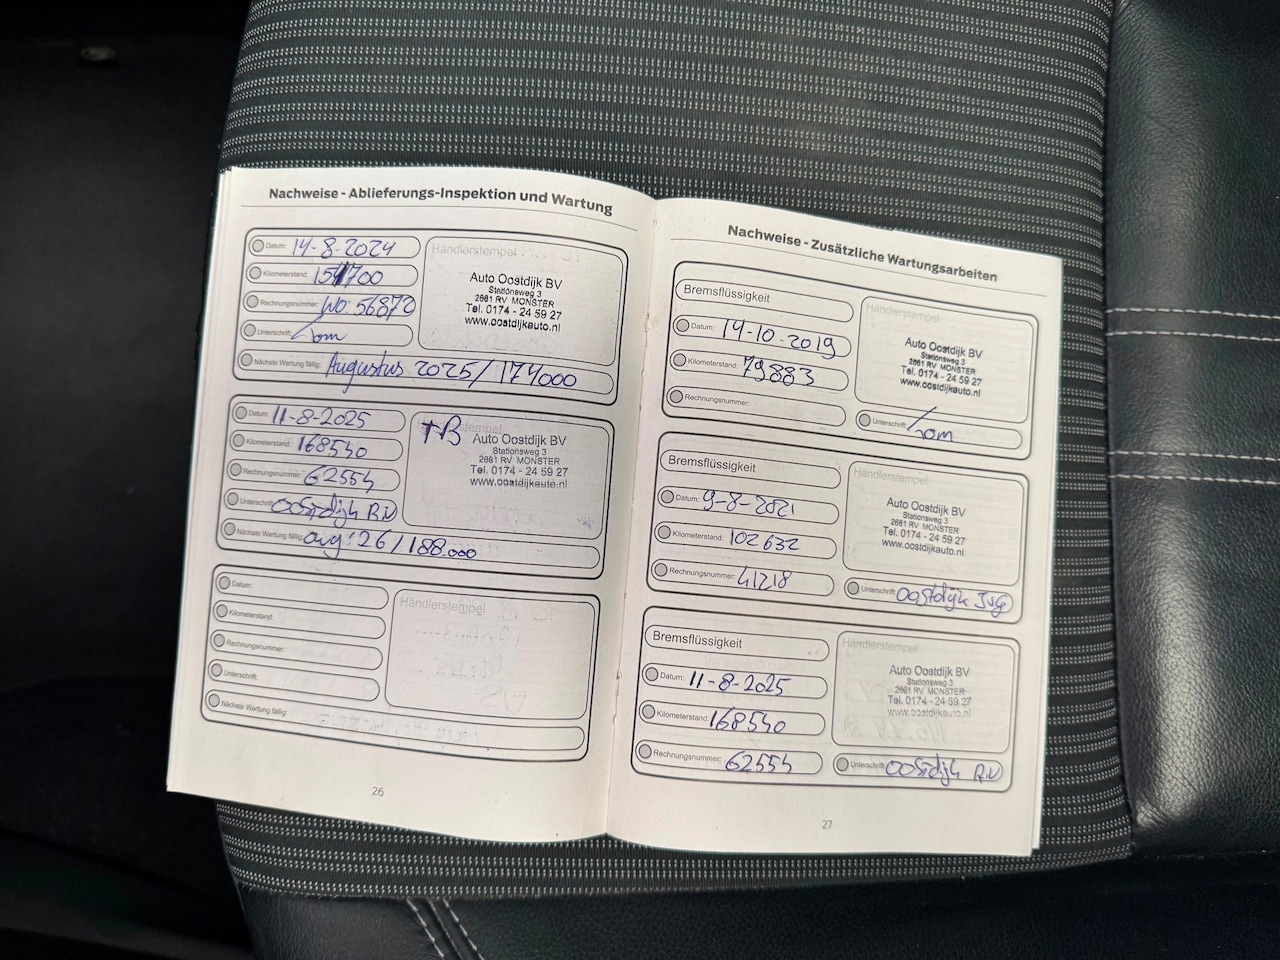 Nachweise - Ablieferungs-Inspektion und Wartung
Datum: 14-8-2024
Kilometerstand:
Rechnungsnummer: WO: 56872
Unterschrift:
Nächste Wartung fällig: Augustus 2025/174000
Händlerstempel
Auto Oostdijk BV
Stationsweg 3
2681 RV MONSTER
Tel. 0174 - 24 59 27
www.oostdijkauto.nl
Datum: 11-8-2025
Kilometerstand: 168540
Rechnungsnummer: 62554
Unterschrift: Oostdijk
Nächste Wartung fällig: aug '26/188.000
Händlerstempel
+B
Auto Oostdijk BV
Stationsweg 3
2681 RV MONSTER
Tel. 0174 - 24 59 27
www.oostdijkauto.nl
Datum:
Kilometerstand:
Rechnungsnummer:
Unterschrift:
Nächste Wartung fällig:
Händlerstempel
26
Nachweise - Zusätzliche Wartungsarbeiten
Bremsflüssigkeit
Datum: 14-10-2019
Kilometerstand: 79883
Rechnungsnummer:
Händlerstempel
Auto Oostdijk BV
Stationsweg 3
2681 RV MONSTER
Tel. 0174 - 24 59 27
www.oostdijkauto.nl
Unterschrift:
Bremsflüssigkeit
Datum: 9-8-2021
Kilometerstand: 102632
Rechnungsnummer: 41218
Händlerstempel
Auto Oostdijk BV
Stationsweg 3
2681 RV MONSTER
Tel. 0174 - 24 59 27
www.oostdijkauto.nl
Unterschrift: Oostdijk
Bremsflüssigkeit
Datum: 11-8-2025
Kilometerstand: 168540
Rechnungsnummer: 62554
Händlerstempel
Auto Oostdijk BV
Stationsweg 3
2681 RV MONSTER
Tel. 0174 - 24 59 27
www.oostdijkauto.nl
Unterschrift: Oostdijk
27